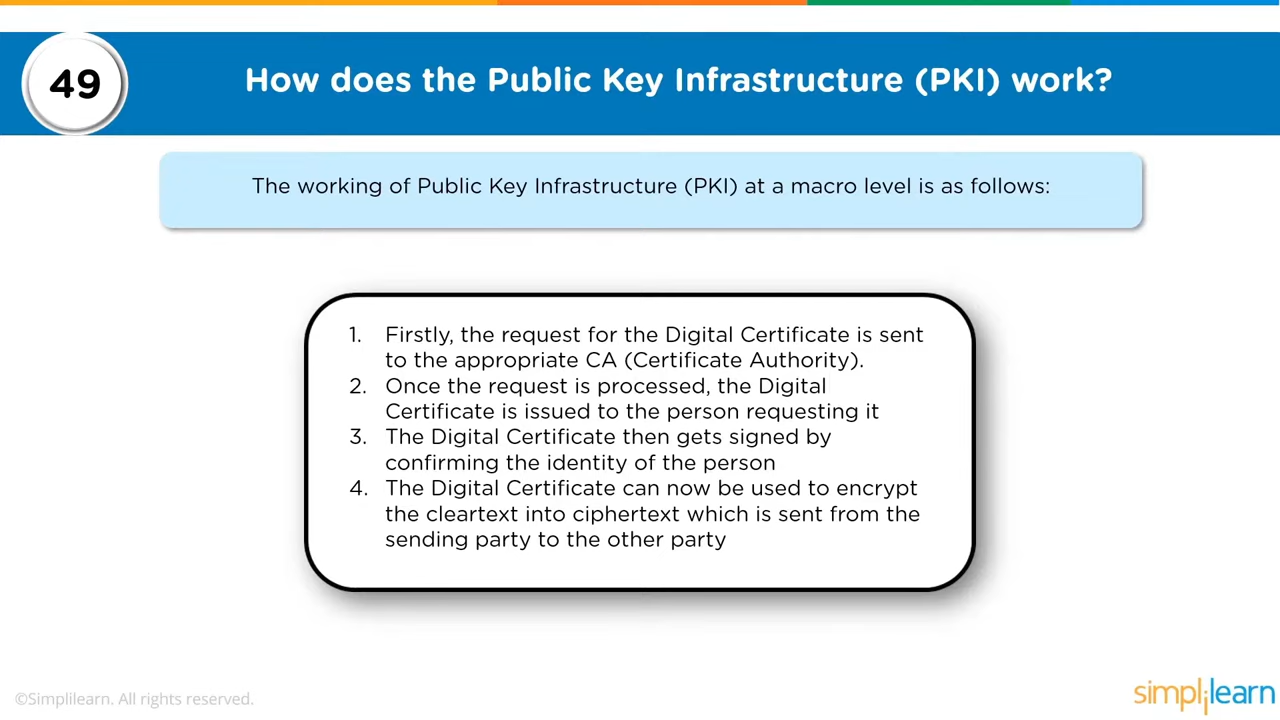 49
How does the Public Key Infrastructure (PKI) work?
The working of Public Key Infrastructure (PKI) at a macro level is as follows:
1. Firstly, the request for the Digital Certificate is sent
to the appropriate CA (Certificate Authority).
2. Once the request is processed, the Digital
Certificate is issued to the person requesting it
3. The Digital Certificate then gets signed by
confirming the identity of the person
4. The Digital Certificate can now be used to encrypt
the cleartext into ciphertext which is sent from the
sending party to the other party
©Simplilearn. All rights reserved.
simplilearn